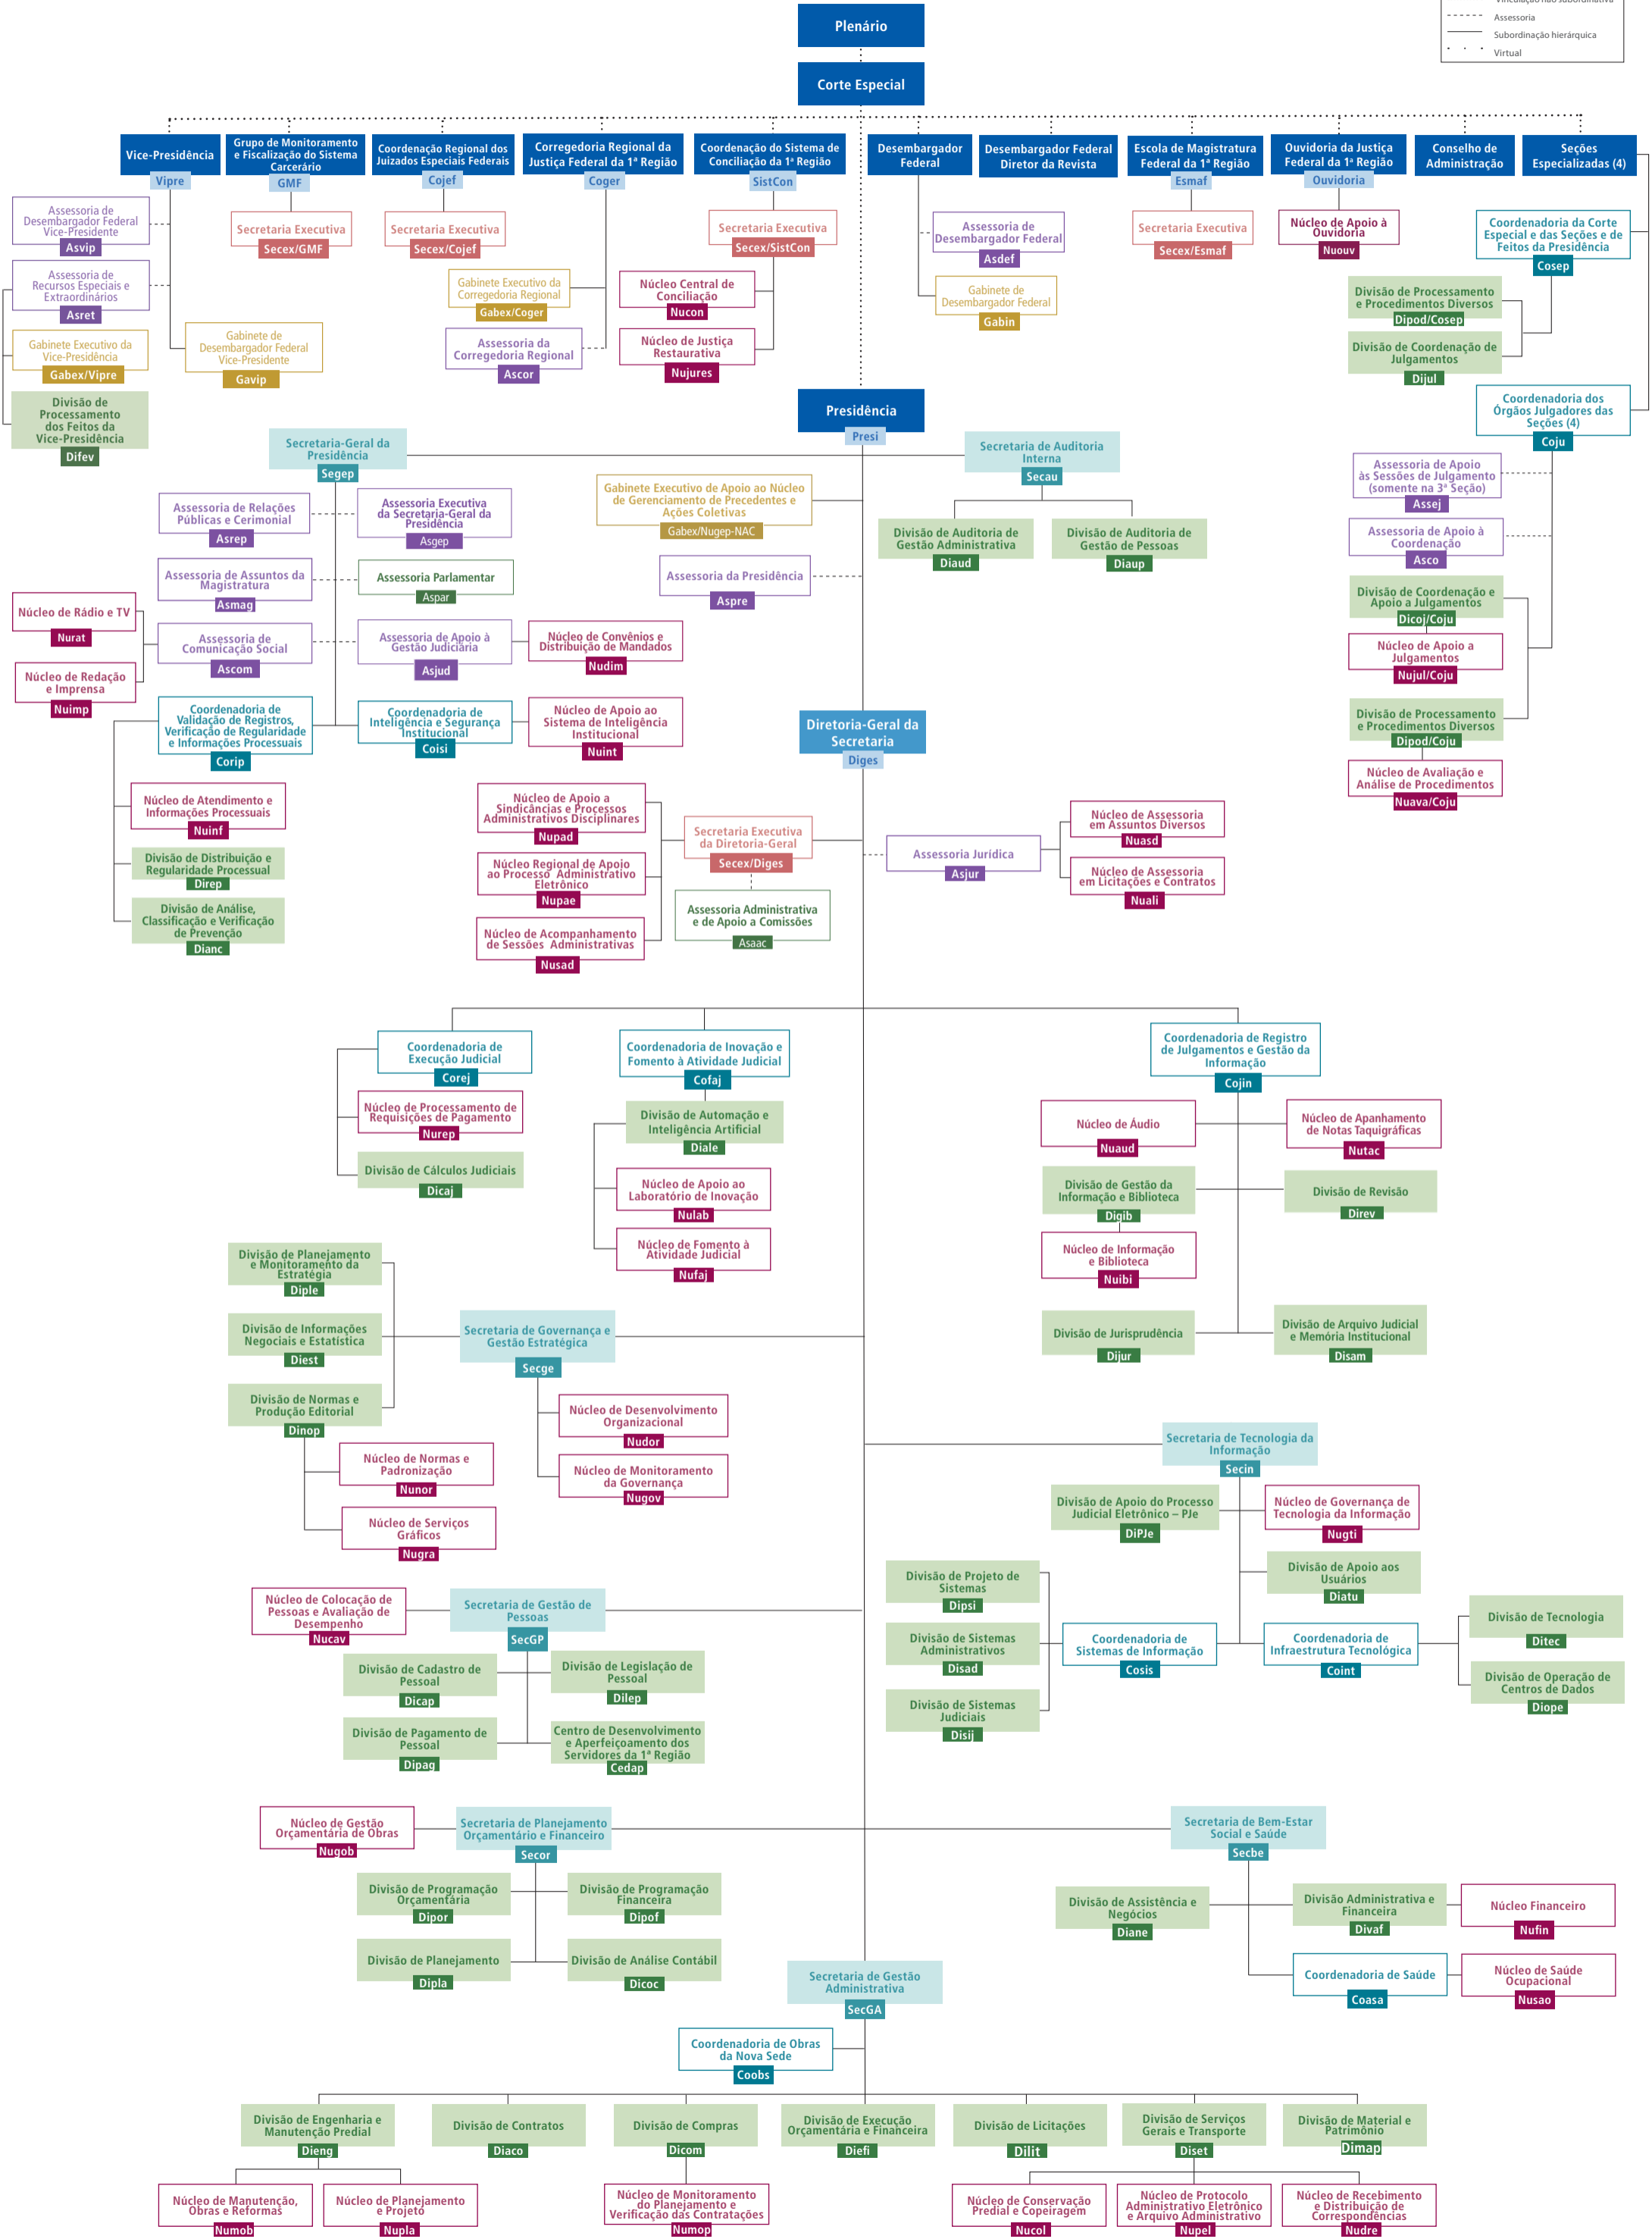 Vinculação não subordinativa
Assessoria
Subordinação hierárquica
Virtual
Plenário
Corte Especial
Vice-Presidência
Vipre
Grupo de Monitoramento
e Fiscalização do Sistema
Carcerário
GMF
Coordenação Regional dos
Juizados Especiais Federais
Cojef
Corregedoria Regional da
Justiça Federal da 1ª Região
Coger
Coordenação do Sistema de
Conciliação da 1ª Região
SistCon
Desembargador
Federal
Desembargador Federal
Diretor da Revista
Escola de Magistratura
Federal da 1ª Região
Esmaf
Ouvidoria da Justiça
Federal da 1ª Região
Ouvidoria
Conselho de
Administração
Seções
Especializadas (4)
Assessoria de
Desembargador Federal
Vice-Presidente
Asvip
Assessoria de
Recursos Especiais e
Extraordinários
Asret
Gabinete Executivo da
Vice-Presidência
Gabex/Vipre
Divisão de
Processamento
dos Feitos da
Vice-Presidência
Difev
Gabinete de
Desembargador Federal
Vice-Presidente
Gavip
Secretaria Executiva
Secex/GMF
Secretaria Executiva
Secex/Cojef
Gabinete Executivo da
Corregedoria Regional
Gabex/Coger
Assessoria da
Corregedoria Regional
Ascor
Secretaria Executiva
Secex/SistCon
Núcleo Central de
Conciliação
Nucon
Núcleo de Justiça
Restaurativa
Nujures
Assessoria de
Desembargador Federal
Asdef
Gabinete de
Desembargador Federal
Gabin
Secretaria Executiva
Secex/Esmaf
Núcleo de Apoio à
Ouvidoria
Nuouv
Coordenadoria da Corte
Especial e das Seções e de
Feitos da Presidência
Cosep
Divisão de Processamento
e Procedimentos Diversos
Dipod/Cosep
Divisão de Coordenação de
Julgamentos
Dijul
Coordenadoria dos
Órgãos Julgadores das
Seções (4)
Coju
Assessoria de Apoio
às Sessões de Julgamento
(somente na 3ª Seção)
Assej
Assessoria de Apoio à
Coordenação
Asco
Divisão de Coordenação e
Apoio a Julgamentos
Dicoj/Coju
Núcleo de Apoio a
Julgamentos
Nujul/Coju
Divisão de Processamento
e Procedimentos Diversos
Dipod/Coju
Núcleo de Avaliação e
Análise de Procedimentos
Nuava/Coju
Presidência
Presi
Secretaria-Geral da
Presidência
Segep
Secretaria de Auditoria
Interna
Secau
Divisão de Auditoria de
Gestão Administrativa
Diaud
Divisão de Auditoria de
Gestão de Pessoas
Diaup
Gabinete Executivo de Apoio ao Núcleo
de Gerenciamento de Precedentes e
Ações Coletivas
Gabex/Nugep-NAC
Assessoria da Presidência
Aspre
Assessoria de Relações
Públicas e Cerimonial
Asrep
Assessoria Executiva
da Secretaria-Geral da
Presidência
Asgep
Assessoria de Assuntos da
Magistratura
Asmag
Assessoria Parlamentar
Aspar
Núcleo de Rádio e TV
Nurat
Núcleo de Redação
e Imprensa
Nuimp
Assessoria de
Comunicação Social
Ascom
Assessoria de Apoio à
Gestão Judiciária
Asjud
Núcleo de Convênios e
Distribuição de Mandados
Nudim
Coordenadoria de
Validação de Registros,
Verificação de Regularidade
e Informações Processuais
Corip
Coordenadoria de
Inteligência e Segurança
Institucional
Coisi
Núcleo de Apoio ao
Sistema de Inteligência
Institucional
Nuint
Núcleo de Atendimento e
Informações Processuais
Nuinf
Divisão de Distribuição e
Regularidade Processual
Direp
Divisão de Análise,
Classificação e Verificação
de Prevenção
Dianc
Diretoria-Geral da
Secretaria
Diges
Núcleo de Apoio a
Sindicâncias e Processos
Administrativos Disciplinares
Nupad
Núcleo Regional de Apoio
ao Processo Administrativo
Eletrônico
Nupae
Núcleo de Acompanhamento
de Sessões Administrativas
Nusad
Secretaria Executiva
da Diretoria-Geral
Secex/Diges
Assessoria Administrativa
e de Apoio a Comissões
Asaac
Assessoria Jurídica
Asjur
Núcleo de Assessoria
em Assuntos Diversos
Nuasd
Núcleo de Assessoria
em Licitações e Contratos
Nuali
Coordenadoria de
Execução Judicial
Corej
Núcleo de Processamento de
Requisições de Pagamento
Nurep
Divisão de Cálculos Judiciais
Dicaj
Coordenadoria de Inovação e
Fomento à Atividade Judicial
Cofaj
Divisão de Automação e
Inteligência Artificial
Diale
Núcleo de Apoio ao
Laboratório de Inovação
Nulab
Núcleo de Fomento à
Atividade Judicial
Nufaj
Coordenadoria de Registro
de Julgamentos e Gestão da
Informação
Cojin
Núcleo de Áudio
Nuaud
Núcleo de Apanhamento
de Notas Taquigráficas
Nutac
Divisão de Gestão da
Informação e Biblioteca
Digib
Divisão de Revisão
Direv
Núcleo de Informação
e Biblioteca
Nuibi
Divisão de Jurisprudência
Dijur
Divisão de Arquivo Judicial
e Memória Institucional
Disam
Divisão de Planejamento
e Monitoramento da
Estratégia
Diple
Divisão de Informações
Negociais e Estatística
Diest
Divisão de Normas e
Produção Editorial
Dinop
Núcleo de Normas e
Padronização
Nunor
Núcleo de Serviços
Gráficos
Nugra
Secretaria de Governança e
Gestão Estratégica
Secge
Núcleo de Desenvolvimento
Organizacional
Nudor
Núcleo de Monitoramento
da Governança
Nugov
Secretaria de Tecnologia da
Informação
Secin
Divisão de Apoio do Processo
Judicial Eletrônico – PJe
DiPJe
Núcleo de Governança de
Tecnologia da Informação
Nugti
Divisão de Apoio aos
Usuários
Diatu
Divisão de Projeto de
Sistemas
Dipsi
Divisão de Sistemas
Administrativos
Disad
Divisão de Sistemas
Judiciais
Disij
Coordenadoria de
Sistemas de Informação
Cosis
Coordenadoria de
Infraestrutura Tecnológica
Coint
Divisão de Tecnologia
Ditec
Divisão de Operação de
Centros de Dados
Diope
Núcleo de Colocação de
Pessoas e Avaliação de
Desempenho
Nucav
Secretaria de Gestão de
Pessoas
SecGP
Divisão de Cadastro de
Pessoal
Dicap
Divisão de Legislação de
Pessoal
Dilep
Divisão de Pagamento de
Pessoal
Dipag
Centro de Desenvolvimento
e Aperfeiçoamento dos
Servidores da 1ª Região
Cedap
Núcleo de Gestão
Orçamentária de Obras
Nugob
Secretaria de Planejamento
Orçamentário e Financeiro
Secor
Divisão de Programação
Orçamentária
Dipor
Divisão de Programação
Financeira
Dipof
Divisão de Planejamento
Dipla
Divisão de Análise Contábil
Dicoc
Secretaria de Bem-Estar
Social e Saúde
Secbe
Divisão de Assistência e
Negócios
Diane
Divisão Administrativa e
Financeira
Divaf
Núcleo Financeiro
Nufin
Coordenadoria de Saúde
Coasa
Núcleo de Saúde
Ocupacional
Nusao
Secretaria de Gestão
Administrativa
SecGA
Coordenadoria de Obras
da Nova Sede
Coobs
Divisão de Engenharia e
Manutenção Predial
Dieng
Divisão de Contratos
Diaco
Divisão de Compras
Dicom
Divisão de Execução
Orçamentária e Financeira
Diefi
Divisão de Licitações
Dilit
Divisão de Serviços
Gerais e Transporte
Diset
Divisão de Material e
Patrimônio
Dimap
Núcleo de Manutenção,
Obras e Reformas
Numob
Núcleo de Planejamento
e Projeto
Nupla
Núcleo de Monitoramento
do Planejamento e
Verificação das Contratações
Numop
Núcleo de Conservação
Predial e Copeiragem
Nucol
Núcleo de Protocolo
Administrativo Eletrônico
e Arquivo Administrativo
Nupel
Núcleo de Recebimento
e Distribuição de
Correspondências
Nudre